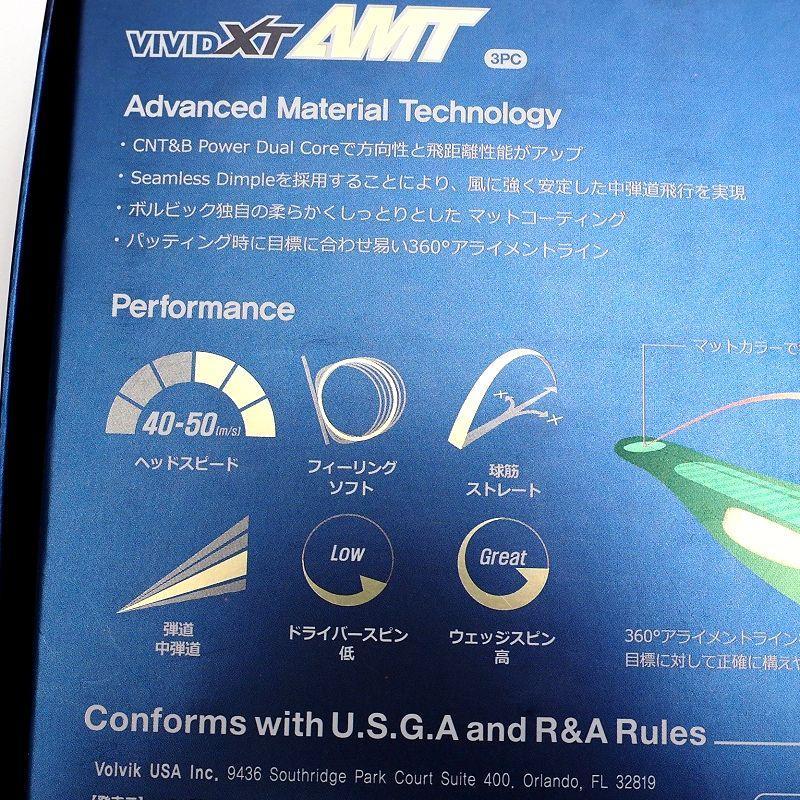 VIVID XT AMT 3PC
Advanced Material Technology
・CNT&B Power Dual Coreで方向性と飛距離性能がアップ
・Seamless Dimpleを採用することにより、風に強く安定した中弾道飛行を実現
・ボルビック独自の柔らかくしっとりとした マットコーティング
・パッティング時に目標に合わせ易い360°アライメントライン
Performance
マットカラーで
40-50[m/s]
ヘッドスピード
フィーリング
ソフト
球筋
ストレート
弾道
中弾道
Low
ドライバースピン
低
Great
ウェッジスピン
高
360°アライメントライン
目標に対して正確に構えや
Conforms with U.S.G.A and R&A Rules
Volvik USA Inc. 9436 Southridge Park Court Suite 400, Orlando, FL 32819